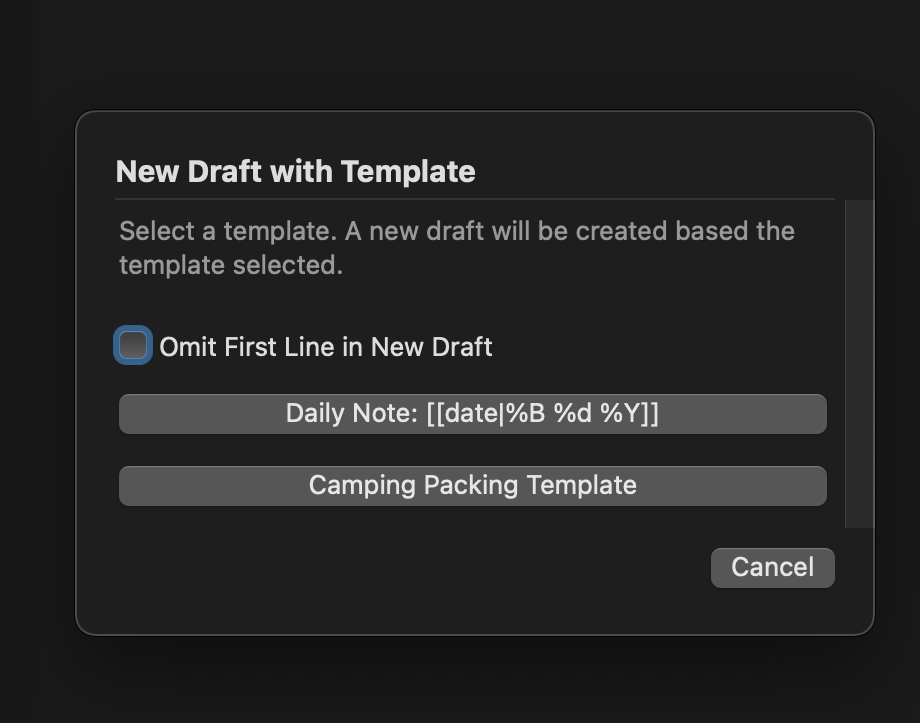 New Draft with Template
Select a template. A new draft will be created based the
template selected.
Omit First Line in New Draft
Daily Note: [[date|%B %d %Y]]
Camping Packing Template
Cancel